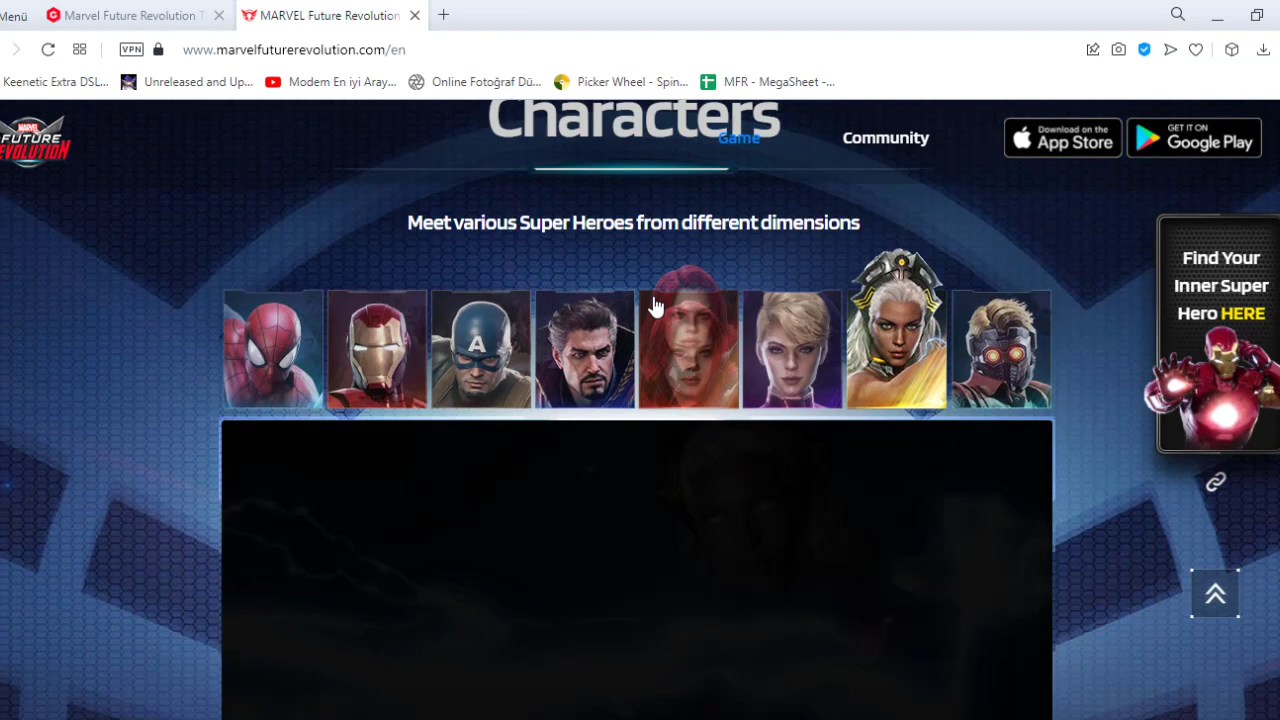 Menü
Marvel Future Revolution T
MARVEL Future Revolution
VPN
www.marvelfuturerevolution.com/en
Keenetic Extra DSL...
Unreleased and Up...
Modem En iyi Aray...
Online Fotoğraf Dü...
Picker Wheel - Spin...
MFR - MegaSheet -...
MARVEL
FUTURE
REVOLUTION
Characters
Game
Community
Download on the
App Store
GET IT ON
Google Play
Meet various Super Heroes from different dimensions
A
Find Your
Inner Super
Hero HERE